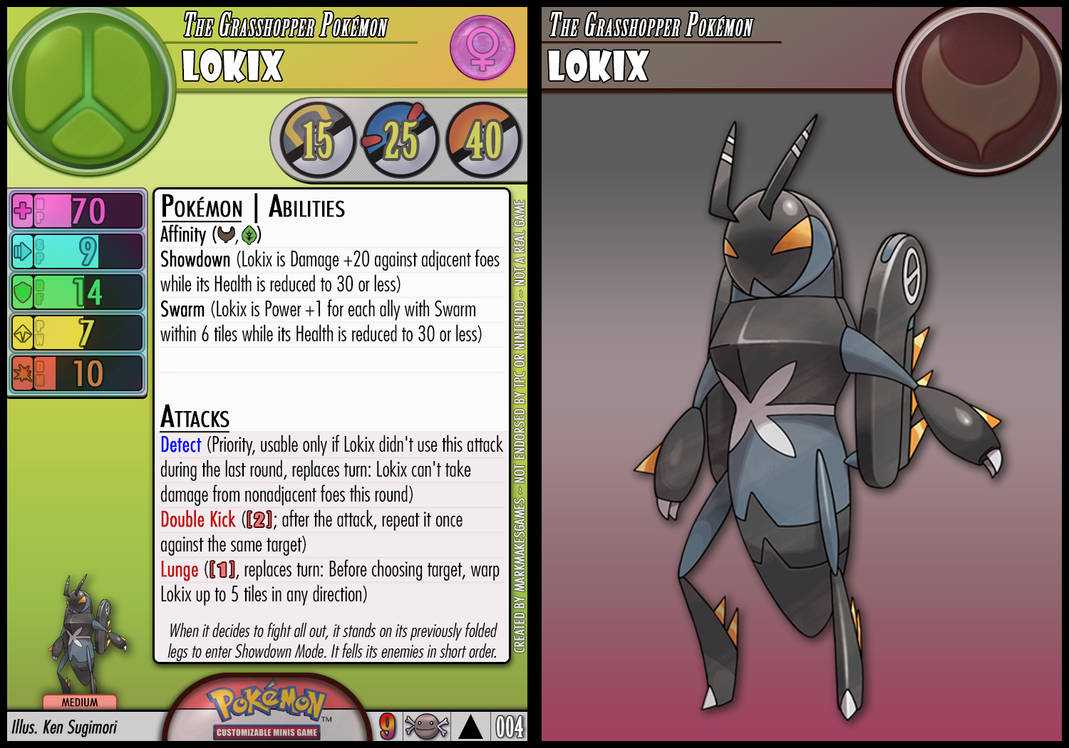 The Grasshopper Pokémon
LOKIX
15 25 40
HP 70
SP 9
DF 14
PW 7
DM 10
Pokémon | Abilities
Affinity ( , )
Showdown (Lokix is Damage +20 against adjacent foes
while its Health is reduced to 30 or less)
Swarm (Lokix is Power +1 for each ally with Swarm
within 6 tiles while its Health is reduced to 30 or less)
Attacks
Detect (Priority, usable only if Lokix didn't use this attack
during the last round, replaces turn: Lokix can't take
damage from nonadjacent foes this round)
Double Kick ([2]; after the attack, repeat it once
against the same target)
Lunge ([1], replaces turn: Before choosing target, warp
Lokix up to 5 tiles in any direction)
When it decides to fight all out, it stands on its previously folded
legs to enter Showdown Mode. It fells its enemies in short order.
CREATED BY MARKMAKESGAMES -- NOT ENDORSED BY TPC OR NINTENDO -- NOT A REAL GAME
MEDIUM
Illus. Ken Sugimori
POKéMON™
CUSTOMIZABLE MINIS GAME
9
004
The Grasshopper Pokémon
LOKIX